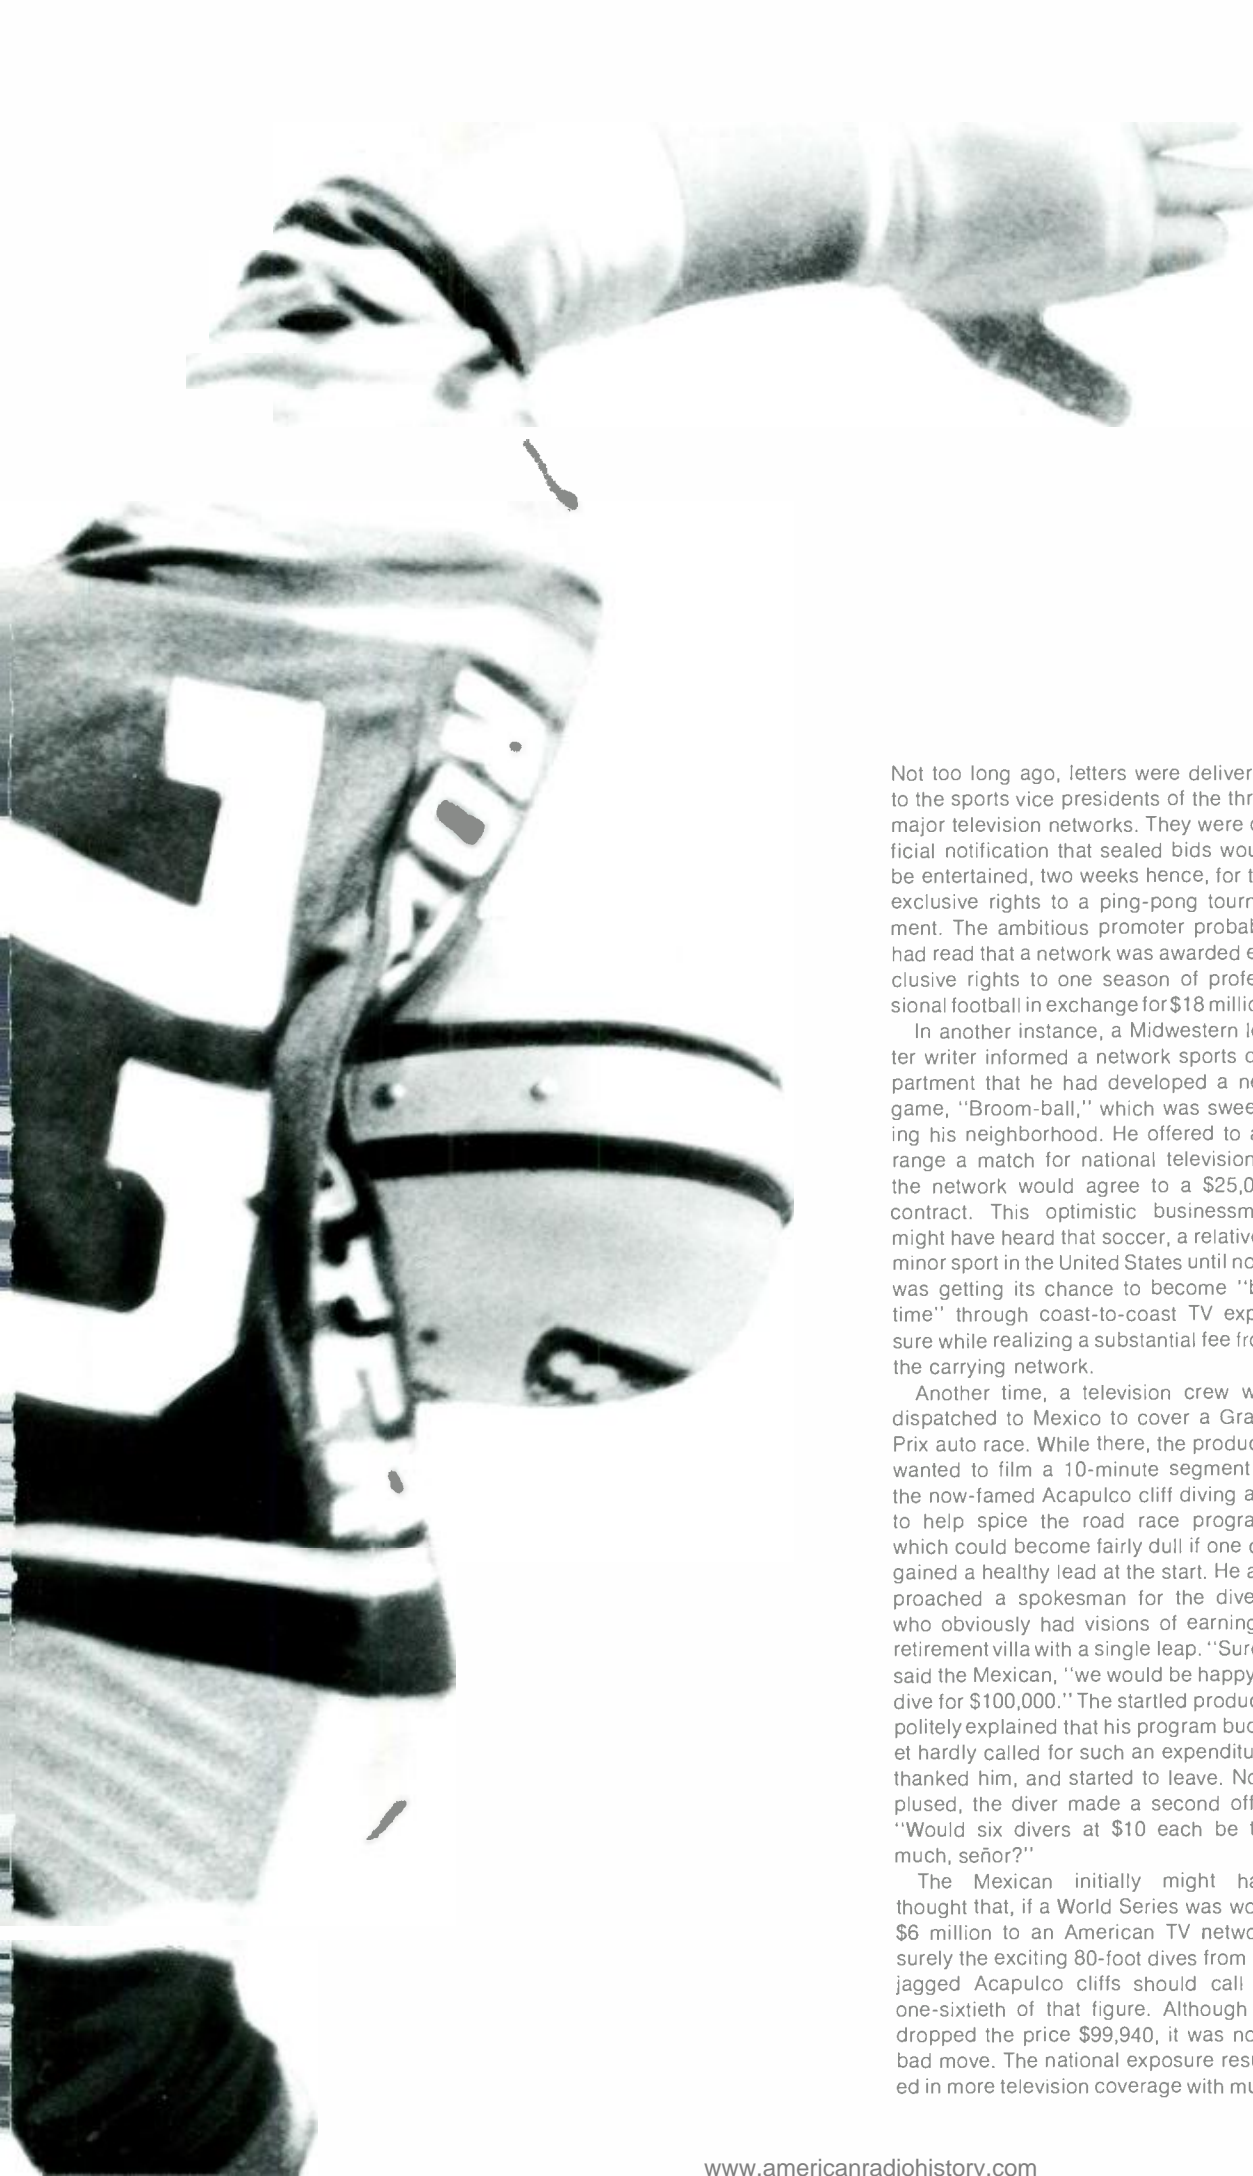 Not too long ago, letters were deliver
to the sports vice presidents of the thr
major television networks. They were
ficial notification that sealed bids wou
be entertained, two weeks hence, for t
exclusive rights to a ping-pong tourn
ment. The ambitious promoter probab
had read that a network was awarded e
clusive rights to one season of profe
sional football in exchange for $18 millio
In another instance, a Midwestern le
ter writer informed a network sports d
partment that he had developed a ne
game, "Broom-ball," which was swee
ing his neighborhood. He offered to a
range a match for national television
the network would agree to a $25,0
contract. This optimistic businessm
might have heard that soccer, a relative
minor sport in the United States until no
was getting its chance to become "b
time" through coast-to-coast TV exp
sure while realizing a substantial fee fro
the carrying network.
Another time, a television crew w
dispatched to Mexico to cover a Gra
Prix auto race. While there, the produc
wanted to film a 10-minute segment
the now-famed Acapulco cliff diving a
to help spice the road race progra
which could become fairly dull if one c
gained a healthy lead at the start. He a
proached a spokesman for the dive
who obviously had visions of earning
retirement villa with a single leap. "Sure
said the Mexican, "we would be happy
dive for $100,000." The startled produc
politely explained that his program bud
et hardly called for such an expenditu
thanked him, and started to leave. No
plused, the diver made a second off
"Would six divers at $10 each be t
much, señor?"
The Mexican initially might ha
thought that, if a World Series was wo
$6 million to an American TV netwo
surely the exciting 80-foot dives from
jagged Acapulco cliffs should call
one-sixtieth of that figure. Although
dropped the price $99,940, it was no
bad move. The national exposure resu
ed in more television coverage with mu
www.americanradiohistory.com